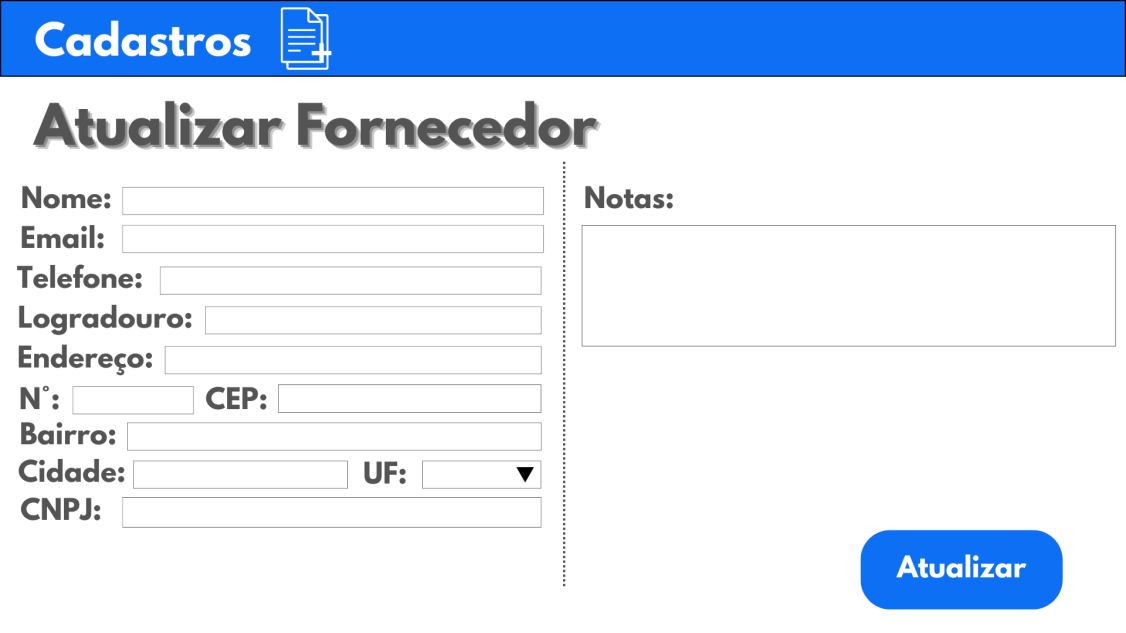 Cadastros
Atualizar Fornecedor
Nome:
Email:
Telefone:
Logradouro:
Endereço:
N°: CEP:
Bairro:
Cidade: UF:
CNPJ:
Notas:
Atualizar